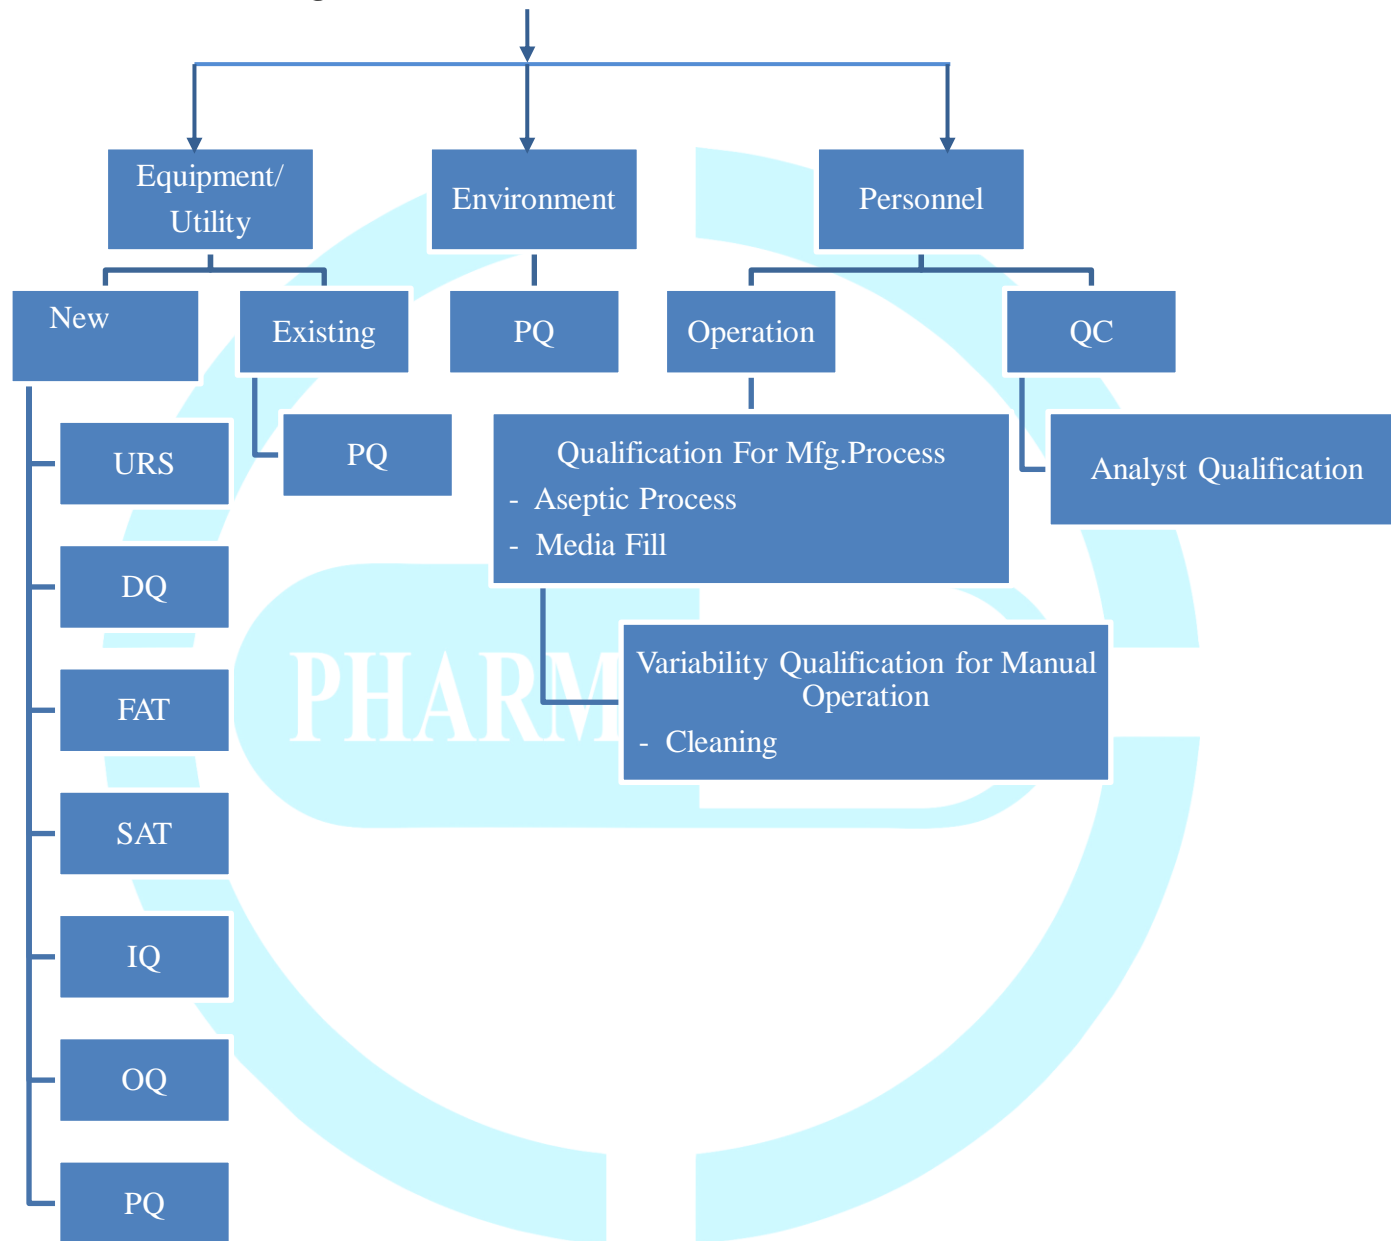 Equipment/
Utility
Environment
Personnel
New
Existing
PQ
Operation
QC
URS
PQ
Qualification For Mfg.Process
- Aseptic Process
- Media Fill
Analyst Qualification
DQ
Variability Qualification for Manual
Operation
- Cleaning
FAT
PHARM
SAT
IQ
OQ
PQ